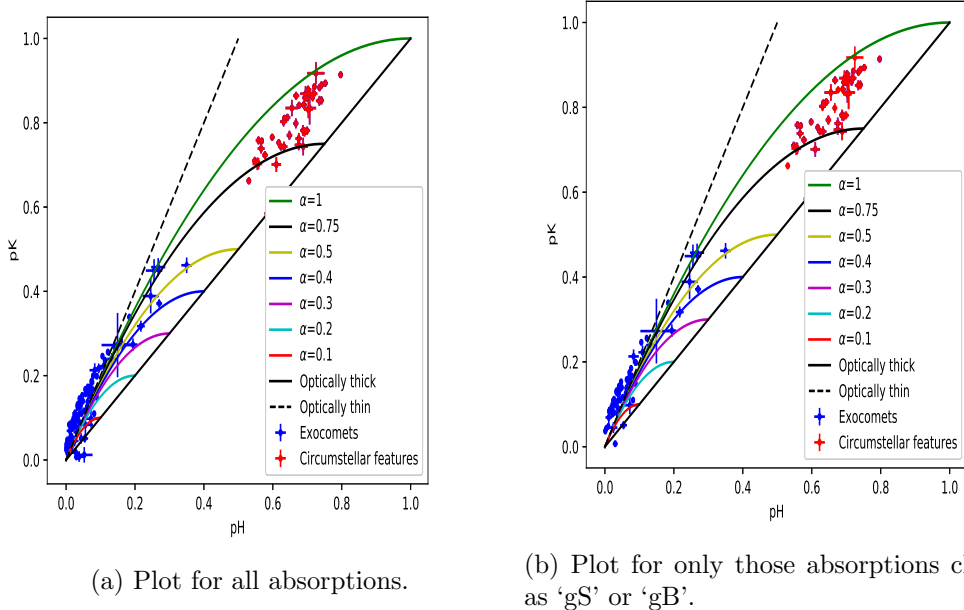 1.0
0.8
0.6
0.4
0.2
0.0
pK
0.0 0.2 0.4 0.6 0.8 1.0
pH
α=1
α=0.75
α=0.5
α=0.4
α=0.3
α=0.2
α=0.1
Optically thick
Optically thin
Exocomets
Circumstellar features
(a) Plot for all absorptions.
1.0
0.8
0.6
0.4
0.2
0.0
pK
0.0 0.2 0.4 0.6 0.8 1.0
pH
α=1
α=0.75
α=0.5
α=0.4
α=0.3
α=0.2
α=0.1
Optically thick
Optically thin
Exocomets
Circumstellar features
(b) Plot for only those absorptions cl
as ‘gS’ or ‘gB’.